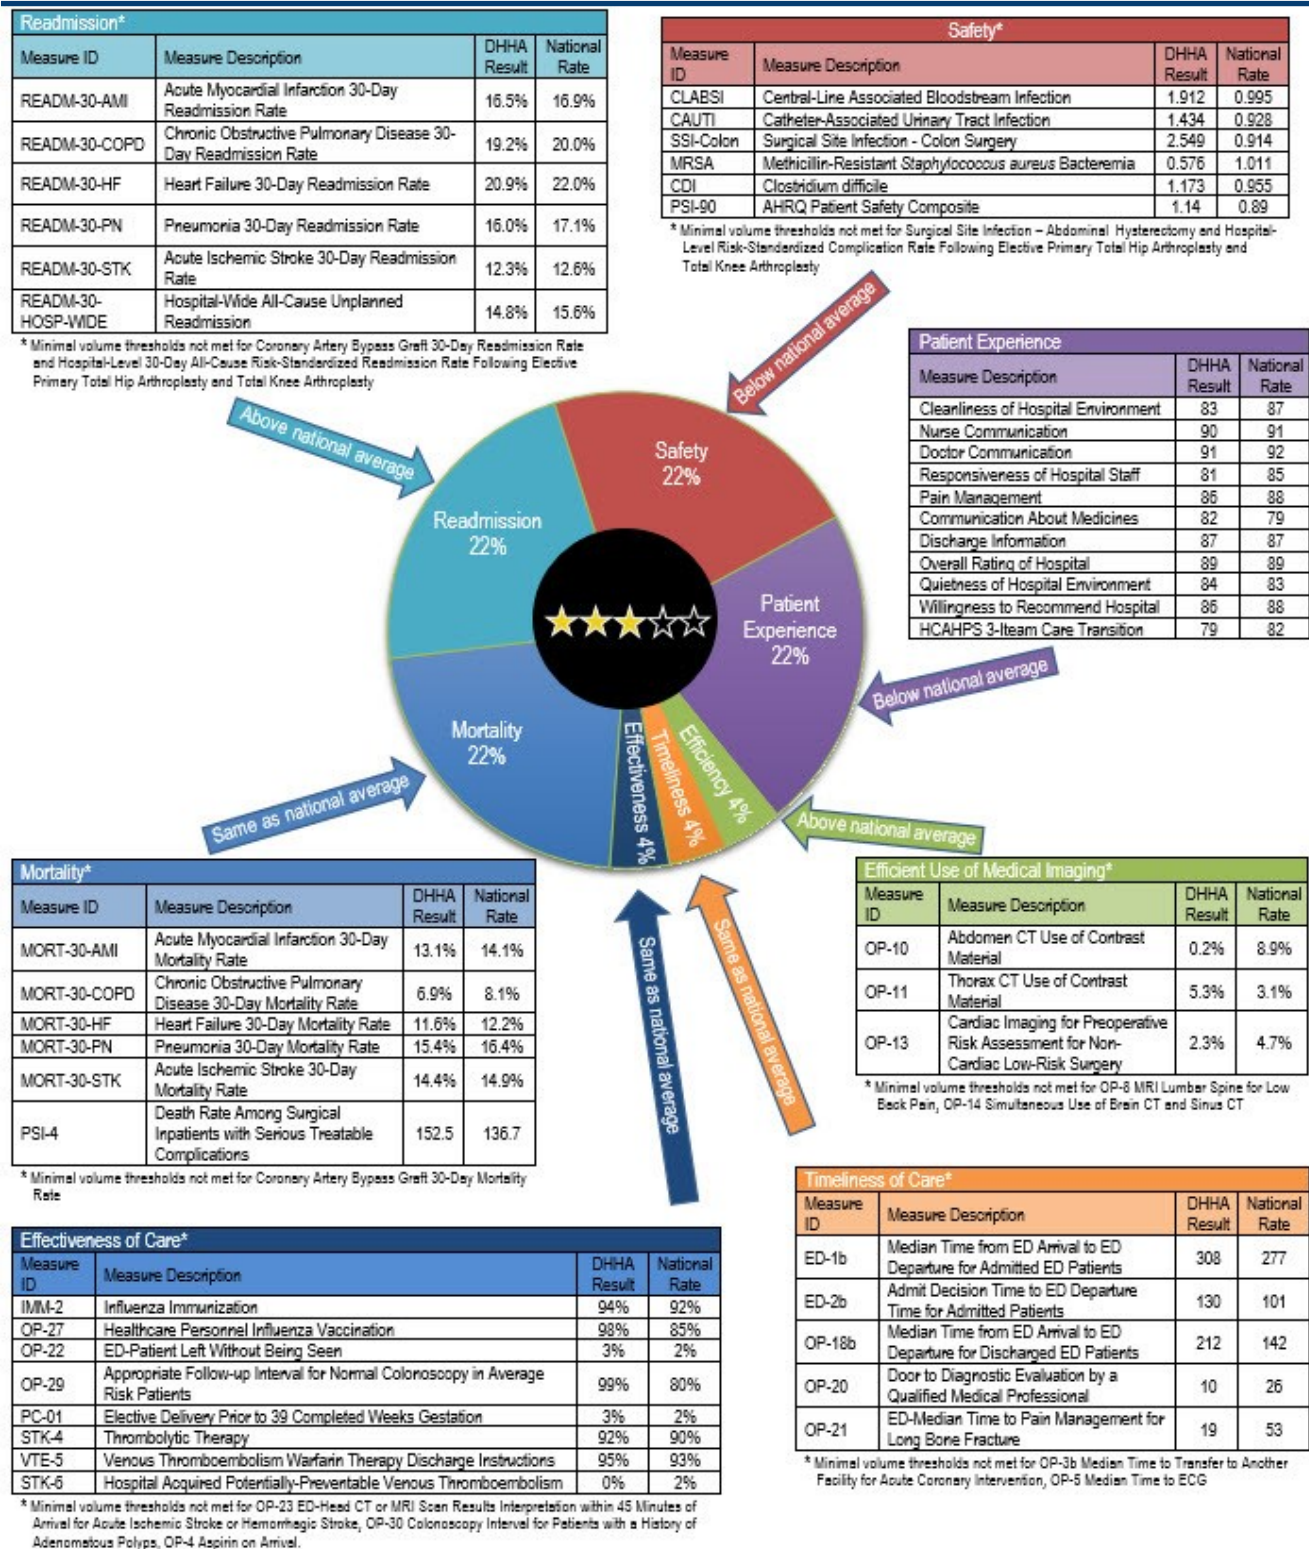 Readmission*
Measure ID Measure Description DHHA Result National Rate
READM-30-AMI Acute Myocardial Infarction 30-Day Readmission Rate 16.5% 16.9%
READM-30-COPD Chronic Obstructive Pulmonary Disease 30-Day Readmission Rate 19.2% 20.0%
READM-30-HF Heart Failure 30-Day Readmission Rate 20.9% 22.0%
READM-30-PN Pneumonia 30-Day Readmission Rate 16.0% 17.1%
READM-30-STK Acute Ischemic Stroke 30-Day Readmission Rate 12.3% 12.6%
READM-30-HOSP-WIDE Hospital-Wide All-Cause Unplanned Readmission 14.8% 15.6%
* Minimal volume thresholds not met for Coronary Artery Bypass Graft 30-Day Readmission Rate
and Hospital-Level 30-Day All-Cause Risk-Standardized Readmission Rate Following Elective
Primary Total Hip Arthroplasty and Total Knee Arthroplasty
Safety*
Measure ID Measure Description DHHA Result National Rate
CLABSI Central-Line Associated Bloodstream Infection 1.912 0.995
CAUTI Catheter-Associated Urinary Tract Infection 1.434 0.928
SSI-Colon Surgical Site Infection - Colon Surgery 2.549 0.914
MRSA Methicillin-Resistant Staphylococcus aureus Bacteremia 0.576 1.011
CDI Clostridium difficile 1.173 0.955
PSI-90 AHRQ Patient Safety Composite 1.14 0.89
* Minimal volume thresholds not met for Surgical Site Infection – Abdominal Hysterectomy and Hospital-
Level Risk-Standardized Complication Rate Following Elective Primary Total Hip Arthroplasty and
Total Knee Arthroplasty
Below national average
Patient Experience
Measure Description DHHA Result National Rate
Cleanliness of Hospital Environment 83 87
Nurse Communication 90 91
Doctor Communication 91 92
Responsiveness of Hospital Staff 81 85
Pain Management 86 88
Communication About Medicines 82 79
Discharge Information 87 87
Overall Rating of Hospital 89 89
Quietness of Hospital Environment 84 83
Willingness to Recommend Hospital 86 88
HCAHPS 3-Iteam Care Transition 79 82
Above national average
Safety
22%
Readmission
22%
Patient
Experience
22%
Mortality
22%
Effectiveness 4%
Timeliness 4%
Efficiency 4%
Below national average
Same as national average
Above national average
Same as national average
Same as national average
Mortality*
Measure ID Measure Description DHHA Result National Rate
MORT-30-AMI Acute Myocardial Infarction 30-Day Mortality Rate 13.1% 14.1%
MORT-30-COPD Chronic Obstructive Pulmonary Disease 30-Day Mortality Rate 6.9% 8.1%
MORT-30-HF Heart Failure 30-Day Mortality Rate 11.6% 12.2%
MORT-30-PN Pneumonia 30-Day Mortality Rate 15.4% 16.4%
MORT-30-STK Acute Ischemic Stroke 30-Day Mortality Rate 14.4% 14.9%
PSI-4 Death Rate Among Surgical Inpatients with Serious Treatable Complications 152.5 136.7
* Minimal volume thresholds not met for Coronary Artery Bypass Graft 30-Day Mortality
Rate
Efficient Use of Medical Imaging*
Measure ID Measure Description DHHA Result National Rate
OP-10 Abdomen CT Use of Contrast Material 0.2% 8.9%
OP-11 Thorax CT Use of Contrast Material 5.3% 3.1%
OP-13 Cardiac Imaging for Preoperative Risk Assessment for Non-Cardiac Low-Risk Surgery 2.3% 4.7%
* Minimal volume thresholds not met for OP-8 MRI Lumbar Spine for Low
Back Pain, OP-14 Simultaneous Use of Brain CT and Sinus CT
Timeliness of Care*
Measure ID Measure Description DHHA Result National Rate
ED-1b Median Time from ED Arrival to ED Departure for Admitted ED Patients 308 277
ED-2b Admit Decision Time to ED Departure Time for Admitted Patients 130 101
OP-18b Median Time from ED Arrival to ED Departure for Discharged ED Patients 212 142
OP-20 Door to Diagnostic Evaluation by a Qualified Medical Professional 10 26
OP-21 ED-Median Time to Pain Management for Long Bone Fracture 19 53
* Minimal volume thresholds not met for OP-3b Median Time to Transfer to Another
Facility for Acute Coronary Intervention, OP-5 Median Time to ECG
Effectiveness of Care*
Measure ID Measure Description DHHA Result National Rate
IMM-2 Influenza Immunization 94% 92%
OP-27 Healthcare Personnel Influenza Vaccination 98% 85%
OP-22 ED-Patient Left Without Being Seen 3% 2%
OP-29 Appropriate Follow-up Interval for Normal Colonoscopy in Average Risk Patients 99% 80%
PC-01 Elective Delivery Prior to 39 Completed Weeks Gestation 3% 2%
STK-4 Thrombolytic Therapy 92% 90%
VTE-5 Venous Thromboembolism Warfarin Therapy Discharge Instructions 95% 93%
STK-6 Hospital Acquired Potentially-Preventable Venous Thromboembolism 0% 2%
* Minimal volume thresholds not met for OP-23 ED-Head CT or MRI Scan Results Interpretation within 45 Minutes of
Arrival for Acute Ischemic Stroke or Hemorrhagic Stroke, OP-30 Colonoscopy Interval for Patients with a History of
Adenomatous Polyps, OP-4 Aspirin on Arrival.